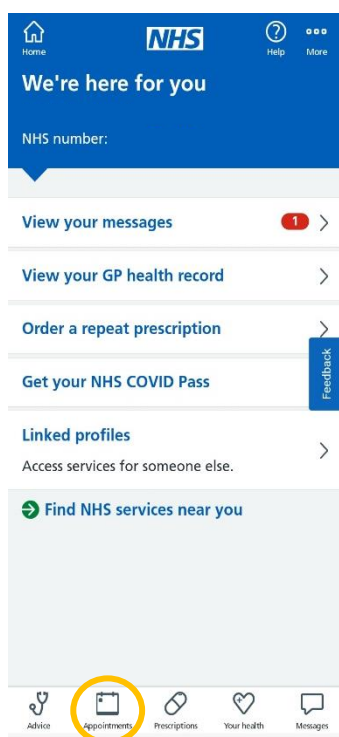 NHS
Home
Help
More
We're here for you
NHS number:
View your messages
1
View your GP health record
Order a repeat prescription
Feedback
Get your NHS COVID Pass
Linked profiles
Access services for someone else.
Find NHS services near you
Advice
Appointments
Prescriptions
Your health
Messages